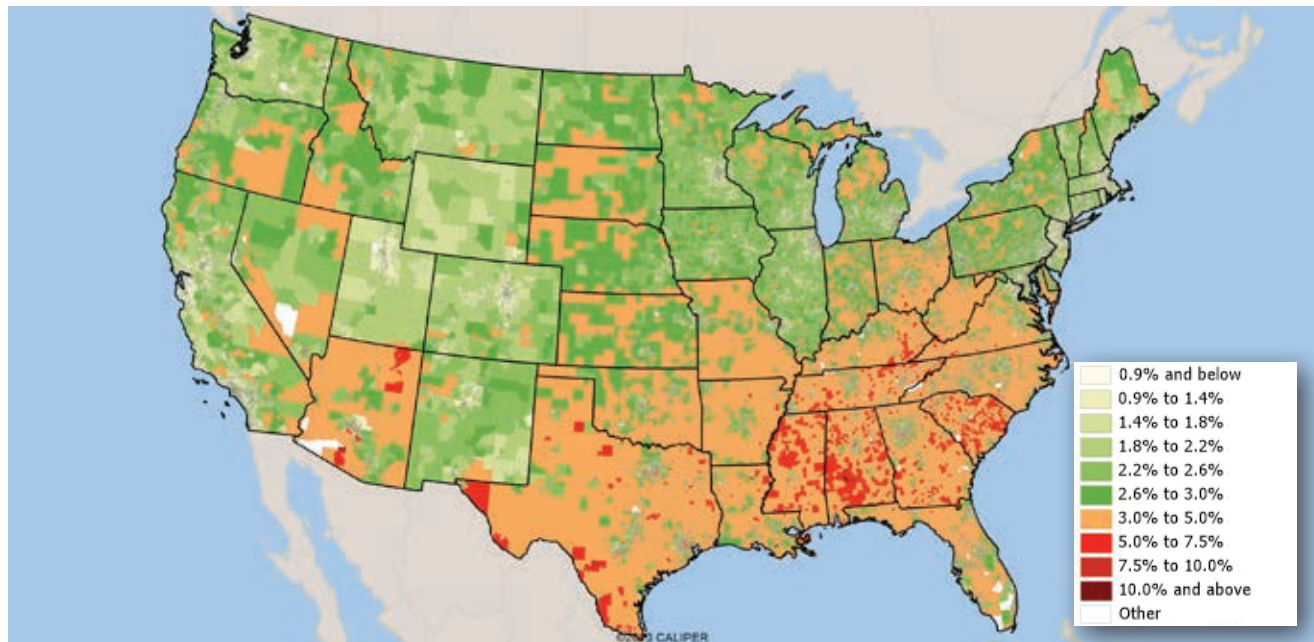 0.9% and below
0.9% to 1.4%
1.4% to 1.8%
1.8% to 2.2%
2.2% to 2.6%
2.6% to 3.0%
3.0% to 5.0%
5.0% to 7.5%
7.5% to 10.0%
10.0% and above
Other
CALIPER